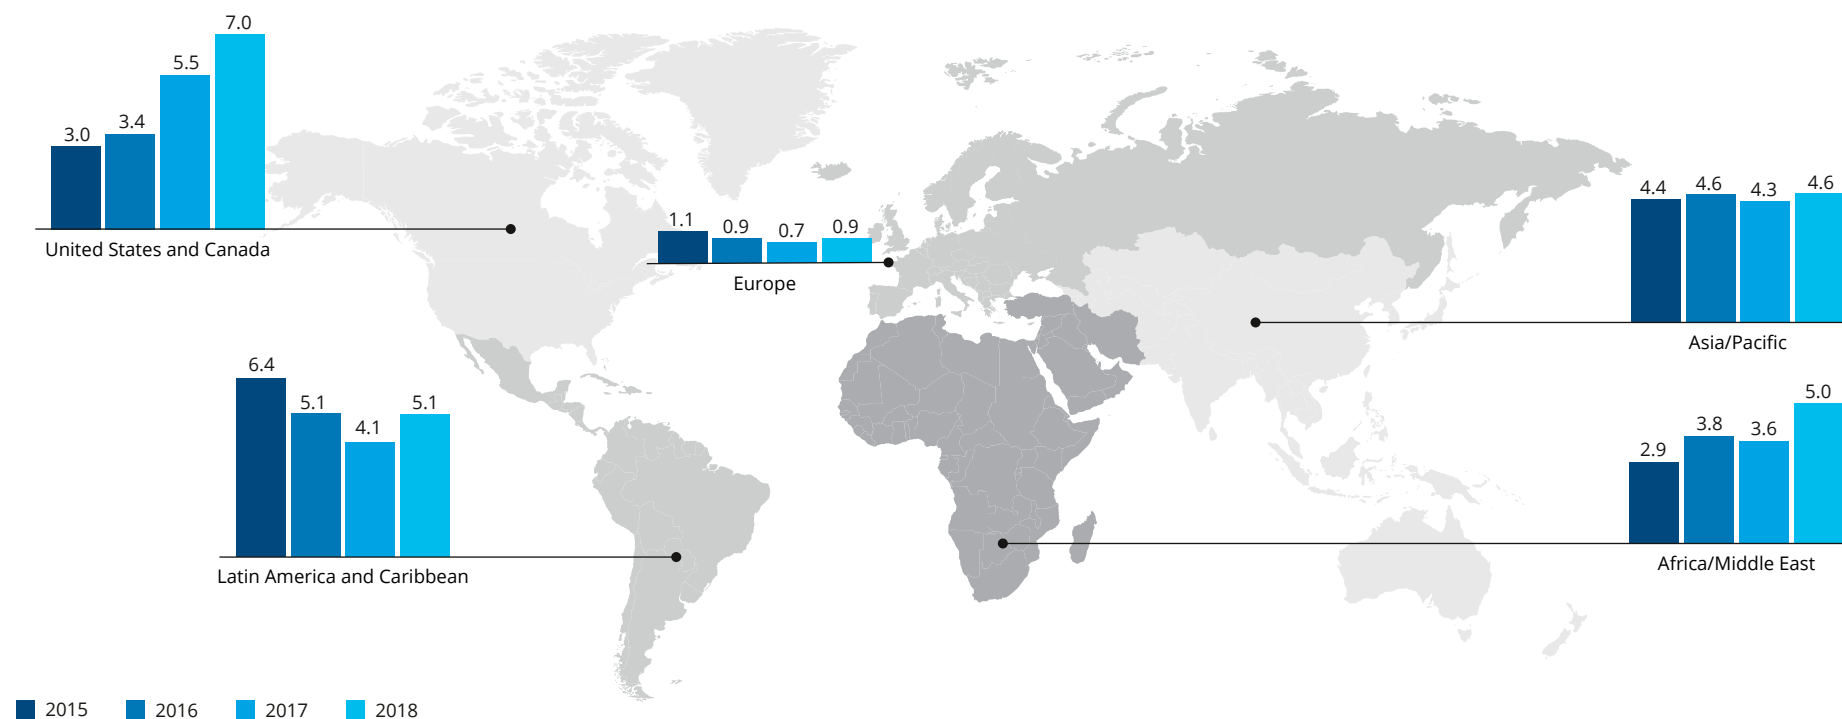 3.0 3.4 5.5 7.0
United States and Canada
1.1 0.9 0.7 0.9
Europe
4.4 4.6 4.3 4.6
Asia/Pacific
6.4 5.1 4.1 5.1
Latin America and Caribbean
2.9 3.8 3.6 5.0
Africa/Middle East
2015 2016 2017 2018